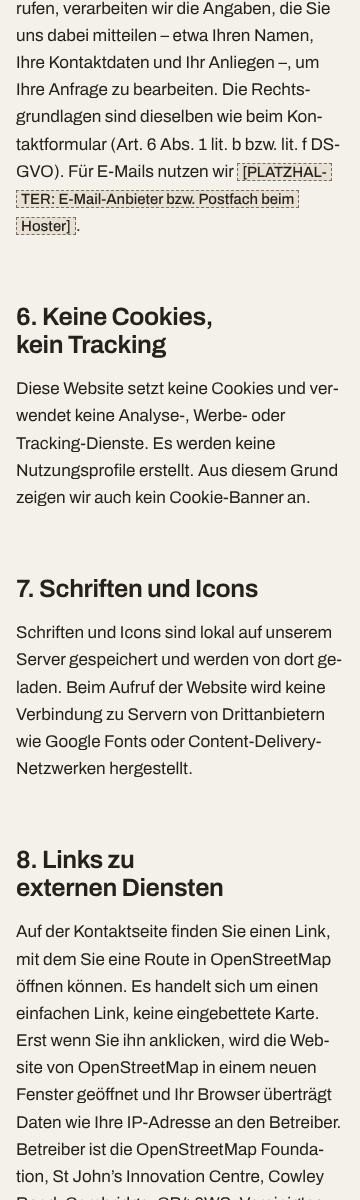 rufen, verarbeiten wir die Angaben, die Sie
uns dabei mitteilen – etwa Ihren Namen,
Ihre Kontaktdaten und Ihr Anliegen –, um
Ihre Anfrage zu bearbeiten. Die Rechts-
grundlagen sind dieselben wie beim Kon-
taktformular (Art. 6 Abs. 1 lit. b bzw. lit. f DS-
GVO). Für E-Mails nutzen wir [PLATZHAL-
TER: E-Mail-Anbieter bzw. Postfach beim
Hoster].
6. Keine Cookies,
kein Tracking
Diese Website setzt keine Cookies und ver-
wendet keine Analyse-, Werbe- oder
Tracking-Dienste. Es werden keine
Nutzungsprofile erstellt. Aus diesem Grund
zeigen wir auch kein Cookie-Banner an.
7. Schriften und Icons
Schriften und Icons sind lokal auf unserem
Server gespeichert und werden von dort ge-
laden. Beim Aufruf der Website wird keine
Verbindung zu Servern von Drittanbietern
wie Google Fonts oder Content-Delivery-
Netzwerken hergestellt.
8. Links zu
externen Diensten
Auf der Kontaktseite finden Sie einen Link,
mit dem Sie eine Route in OpenStreetMap
öffnen können. Es handelt sich um einen
einfachen Link, keine eingebettete Karte.
Erst wenn Sie ihn anklicken, wird die Web-
site von OpenStreetMap in einem neuen
Fenster geöffnet und Ihr Browser überträgt
Daten wie Ihre IP-Adresse an den Betreiber.
Betreiber ist die OpenStreetMap Founda-
tion, St John’s Innovation Centre, Cowley